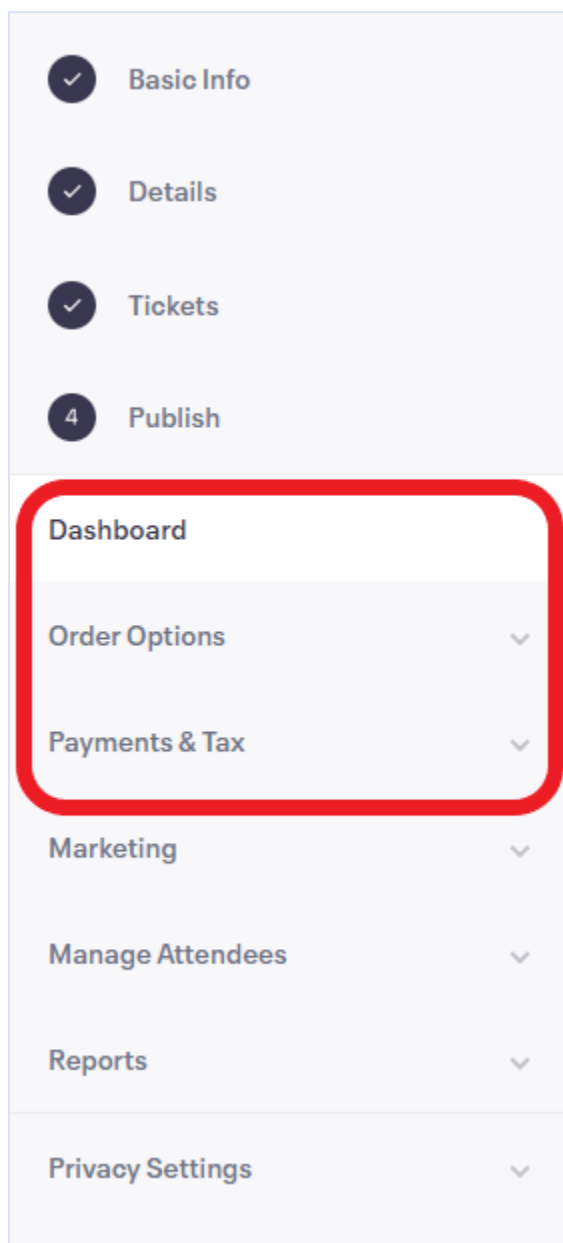 Basic Info
Details
Tickets
4 Publish
Dashboard
Order Options
Payments & Tax
Marketing
Manage Attendees
Reports
Privacy Settings